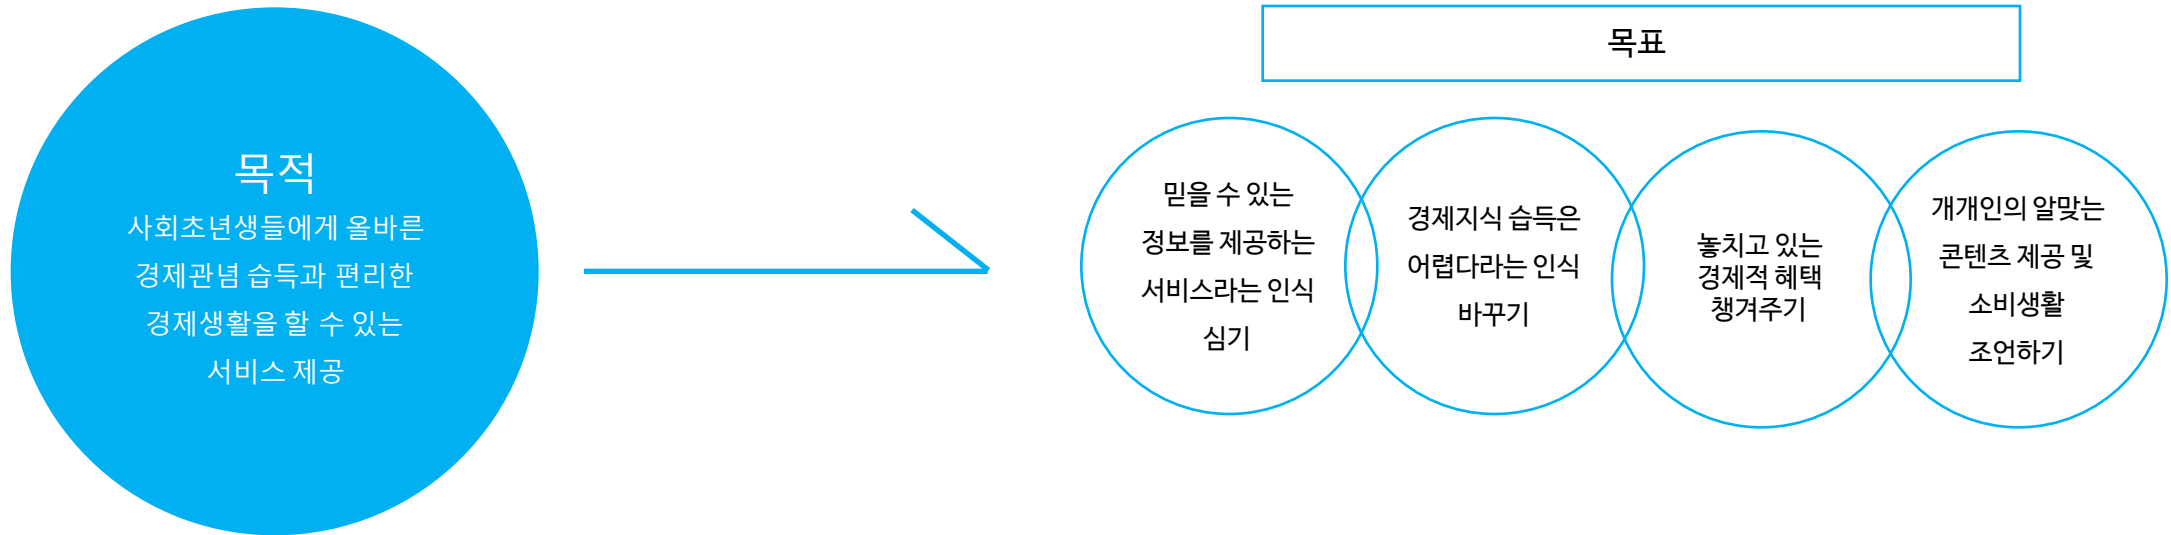 목적
사회초년생들에게 올바른
경제관념 습득과 편리한
경제생활을 할 수 있는
서비스 제공
목표
믿을 수 있는
정보를 제공하는
서비스라는 인식
심기
경제지식 습득은
어렵다라는 인식
바꾸기
놓치고 있는
경제적 혜택
챙겨주기
개개인의 알맞는
콘텐츠 제공 및
소비생활
조언하기